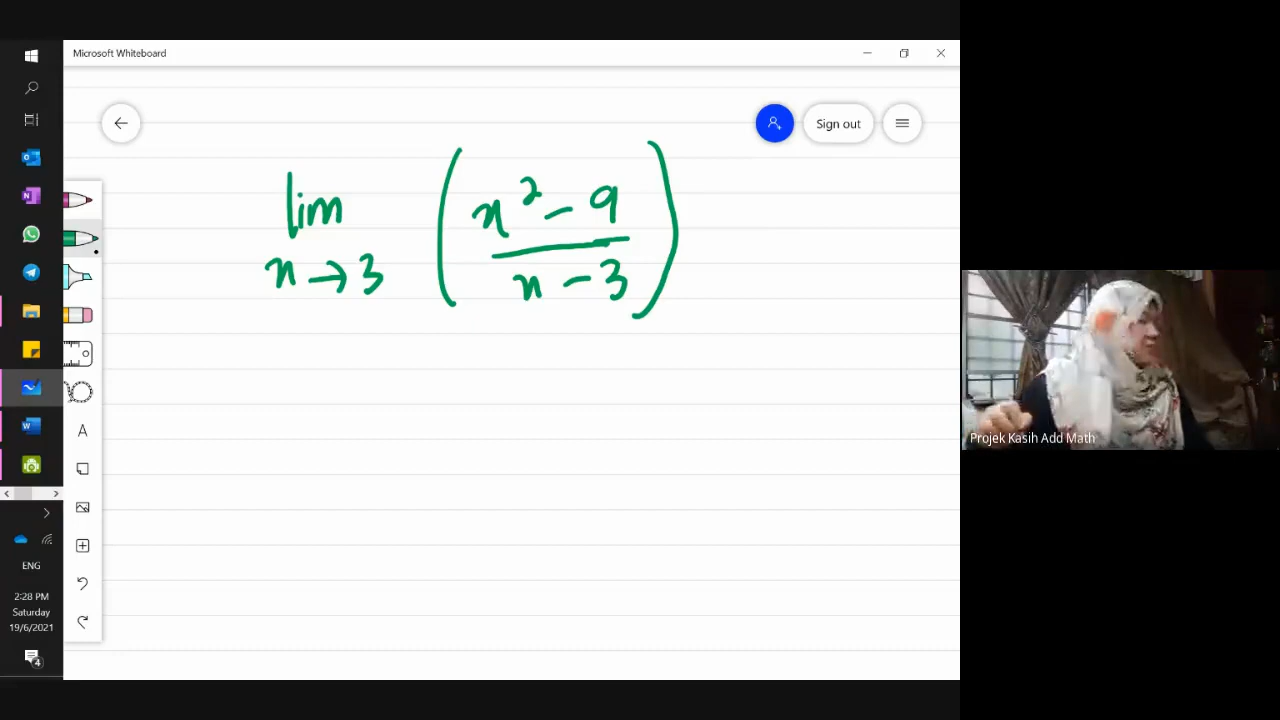 Microsoft Whiteboard
Sign out
lim x→3 ( (x² - 9) / (x - 3) )
A
ENG
2:28 PM
Saturday
19/6/2021
4
Projek Kasih Add Math